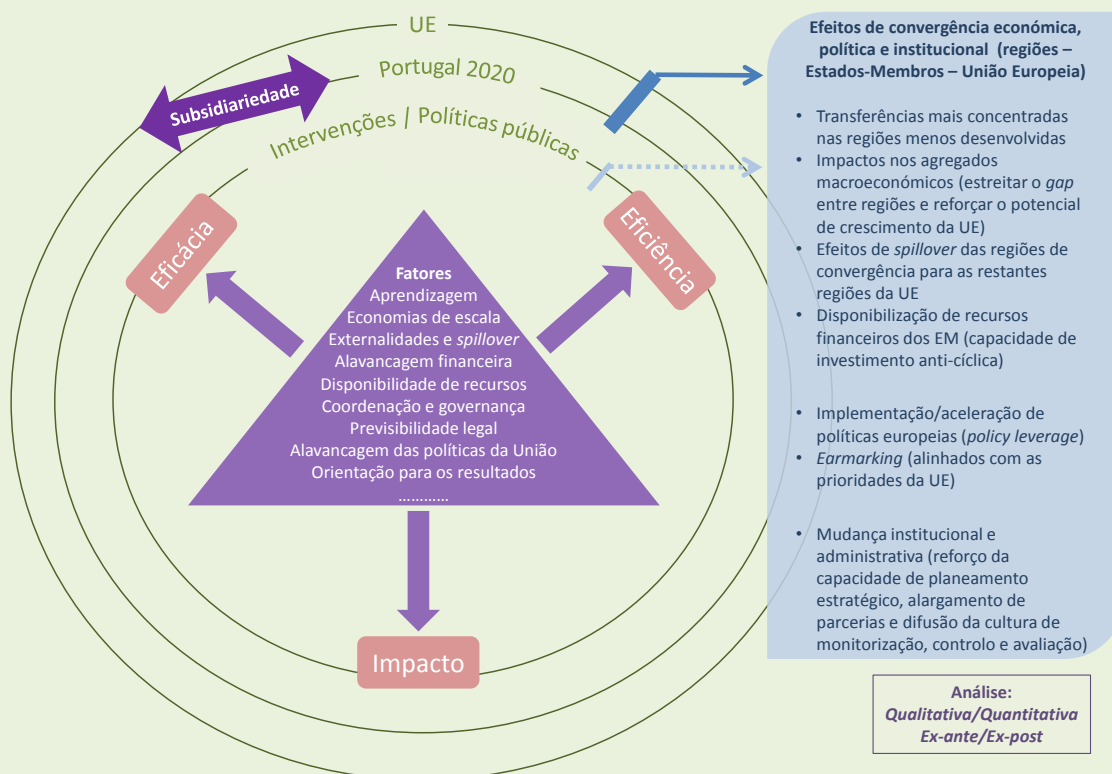 UE
Portugal 2020
Subsidiariedade
Intervenções | Políticas públicas
Eficácia
Eficiência
Fatores
Aprendizagem
Economias de escala
Externalidades e spillover
Alavancagem financeira
Disponibilidade de recursos
Coordenação e governança
Previsibilidade legal
Alavancagem das políticas da União
Orientação para os resultados
…………
Impacto
Efeitos de convergência económica,
política e institucional (regiões –
Estados-Membros – União Europeia)
• Transferências mais concentradas
nas regiões menos desenvolvidas
• Impactos nos agregados
macroeconómicos (estreitar o gap
entre regiões e reforçar o potencial
de crescimento da UE)
• Efeitos de spillover das regiões de
convergência para as restantes
regiões da UE
• Disponibilização de recursos
financeiros dos EM (capacidade de
investimento anti-cíclica)
• Implementação/aceleração de
políticas europeias (policy leverage)
• Earmarking (alinhados com as
prioridades da UE)
• Mudança institucional e
administrativa (reforço da
capacidade de planeamento
estratégico, alargamento de
parcerias e difusão da cultura de
monitorização, controlo e avaliação)
Análise:
Qualitativa/Quantitativa
Ex-ante/Ex-post